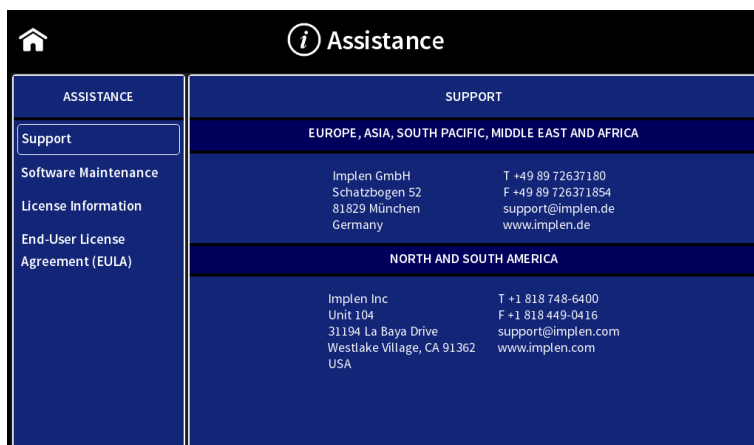 Assistance
ASSISTANCE
Support
Software Maintenance
License Information
End-User License
Agreement (EULA)
SUPPORT
EUROPE, ASIA, SOUTH PACIFIC, MIDDLE EAST AND AFRICA
Implen GmbH
Schatzbogen 52
81829 München
Germany
T +49 89 72637180
F +49 89 726371854
support@implen.de
www.implen.de
NORTH AND SOUTH AMERICA
Implen Inc
Unit 104
31194 La Baya Drive
Westlake Village, CA 91362
USA
T +1 818 748-6400
F +1 818 449-0416
support@implen.com
www.implen.com